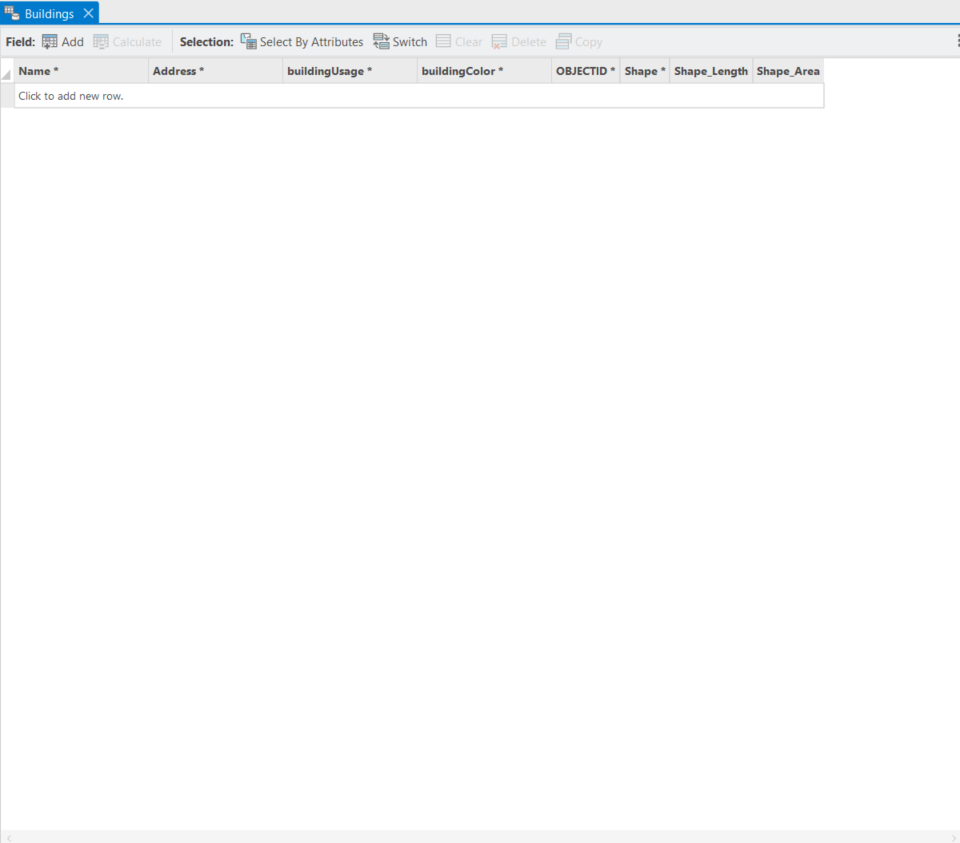 Buildings
Field: Add Calculate Selection: Select By Attributes Switch Clear Delete Copy
Name * Address * buildingUsage * buildingColor * OBJECTID * Shape * Shape_Length Shape_Area
Click to add new row.